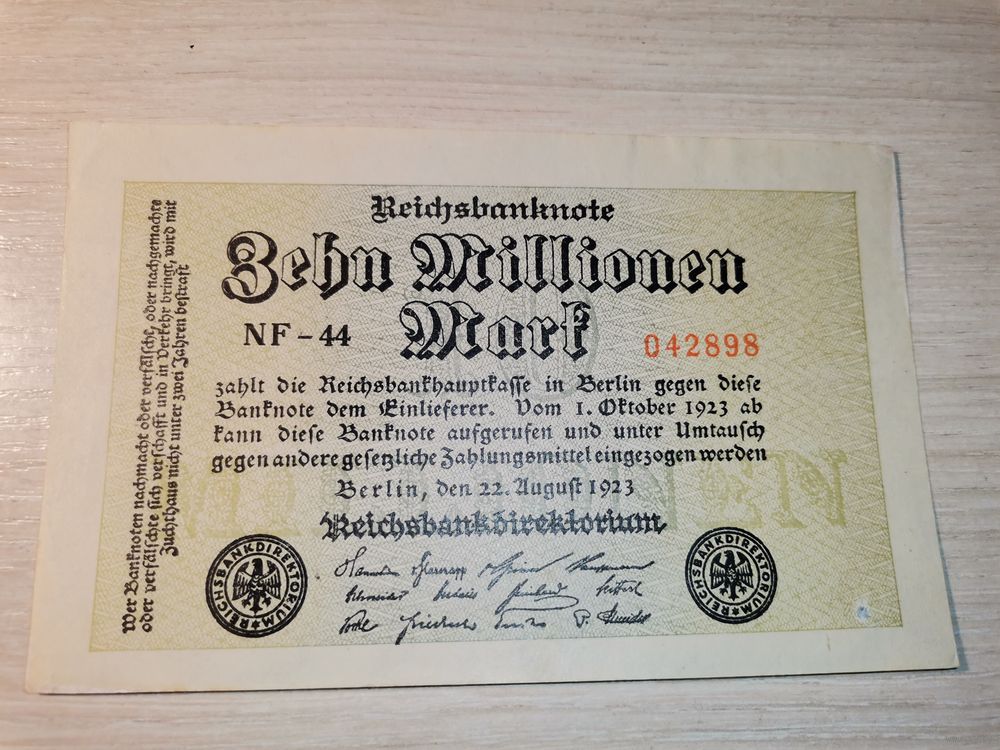 Reichsbanknote
Zehn Millionen
Mark
NF-44
042898
zahlt die Reichsbankhauptkasse in Berlin gegen diese
Banknote dem Einlieferer. Vom 1. Oktober 1923 ab
kann diese Banknote aufgerufen und unter Umtausch
gegen andere gesetzliche Zahlungsmittel eingezogen werden
Berlin, den 22. August 1923
Reichsbankdirektorium
REICHSBANKDIREKTORIUM
REICHSBANKDIREKTORIUM
Wer Banknoten nachmacht oder verfälscht, oder nachgemachte
oder verfälschte sich verschafft und in Verkehr bringt, wird mit
Zuchthaus nicht unter zwei Jahren bestraft